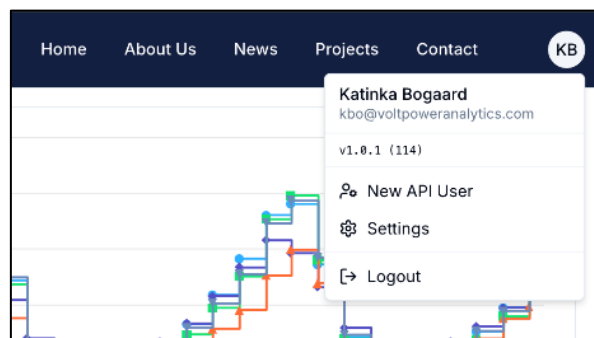 Home About Us News Projects Contact KB
Katinka Bogaard
kbo@voltpoweranalytics.com
v1.0.1 (114)
New API User
Settings
Logout